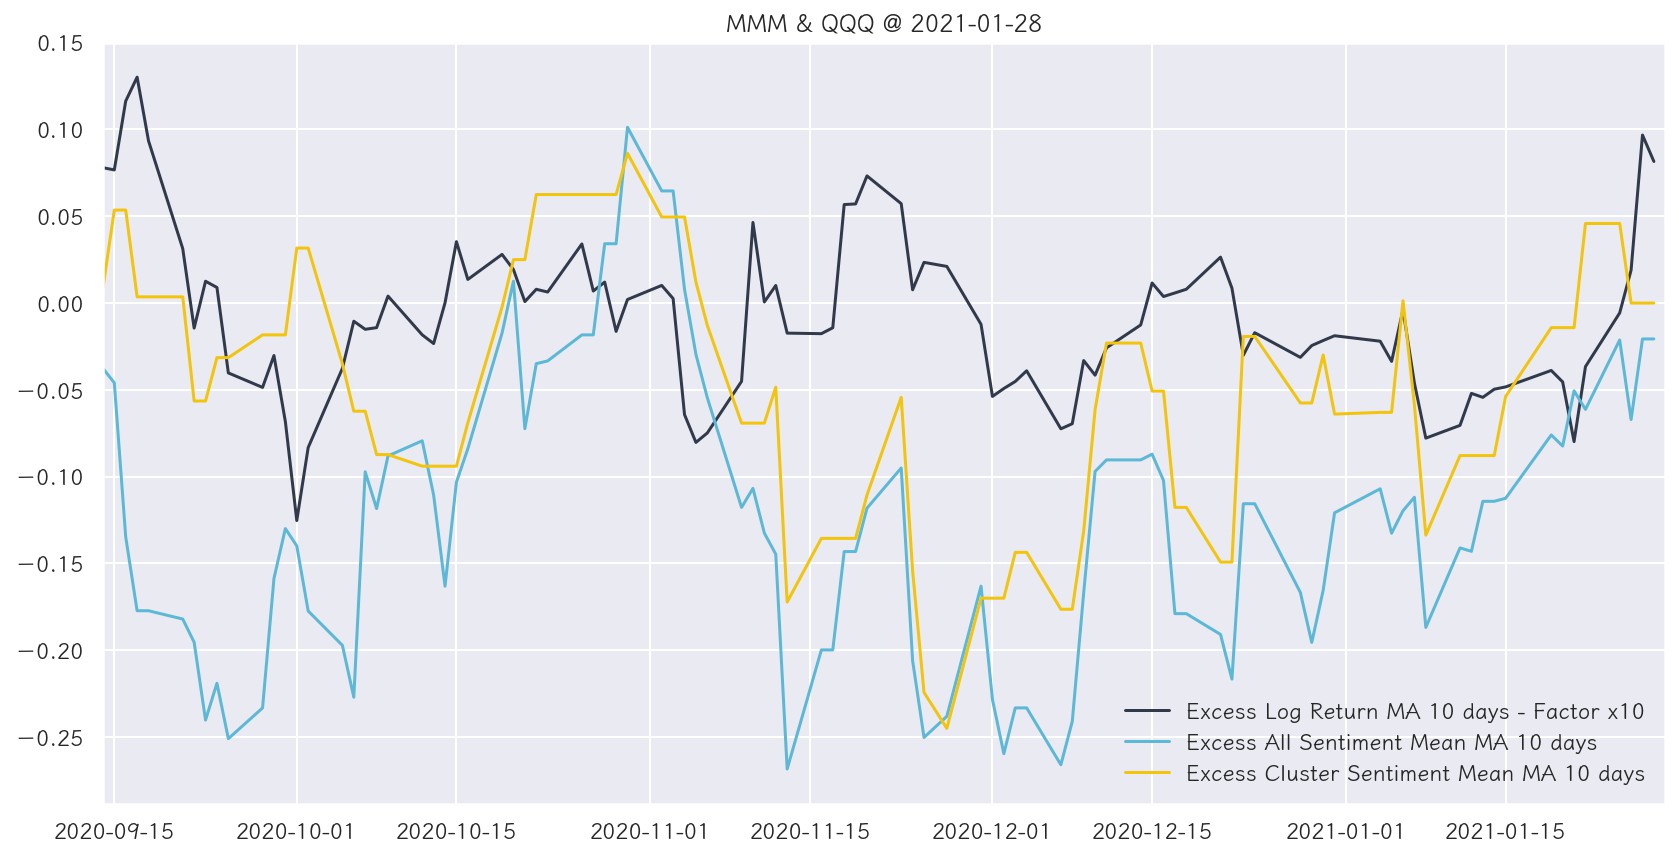 MMM & QQQ @ 2021-01-28
0.15
0.10
0.05
0.00
−0.05
−0.10
−0.15
−0.20
−0.25
Excess Log Return MA 10 days - Factor x10
Excess All Sentiment Mean MA 10 days
Excess Cluster Sentiment Mean MA 10 days
2020-09-15 2020-10-01 2020-10-15 2020-11-01 2020-11-15 2020-12-01 2020-12-15 2021-01-01 2021-01-15